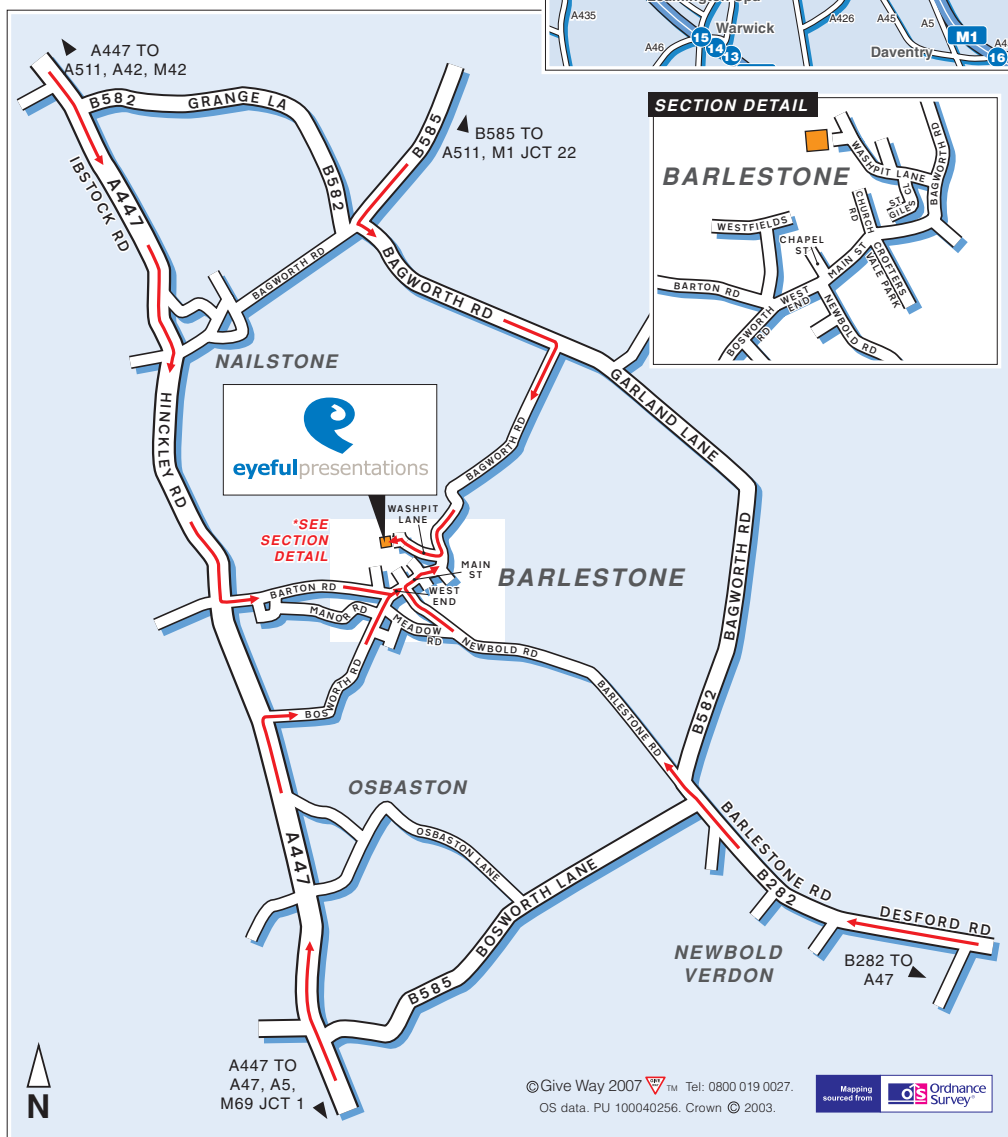 Leamington Spa
A435
Warwick
A426
A45
A5
M1
A46
15
14
13
Daventry
A4
16
A447 TO
A511, A42, M42
B582
GRANGE LA
B585
B585 TO
A511, M1 JCT 22
B582
IBSTOCK RD
A447
BAGWORTH RD
BAGWORTH RD
NAILSTONE
HINCKLEY RD
GARLAND LANE
eyefulpresentations
BAGWORTH RD
WASHPIT
LANE
*SEE
SECTION
DETAIL
MAIN
ST
BARLESTONE
WEST
END
BARTON RD
MANOR RD
MEADOW
RD
NEWBOLD RD
BOSWORTH RD
BAGWORTH RD
B582
BARLESTONE RD
OSBASTON
OSBASTON LANE
A447
BOSWORTH LANE
B585
BARLESTONE RD
B282
DESFORD RD
NEWBOLD
VERDON
B282 TO
A47
A447 TO
A47, A5,
M69 JCT 1
N
SECTION DETAIL
BARLESTONE
WASHPIT LANE
BAGWORTH RD
ST
GILES CT
CHURCH
RD
WESTFIELDS
CHAPEL
ST
MAIN ST
CROFTERS
VALE PARK
BARTON RD
WEST
END
BOSWORTH
RD
NEWBOLD RD
© Give Way 2007 TM Tel: 0800 019 0027.
OS data. PU 100040256. Crown © 2003.
Mapping
sourced from
Ordnance
Survey®